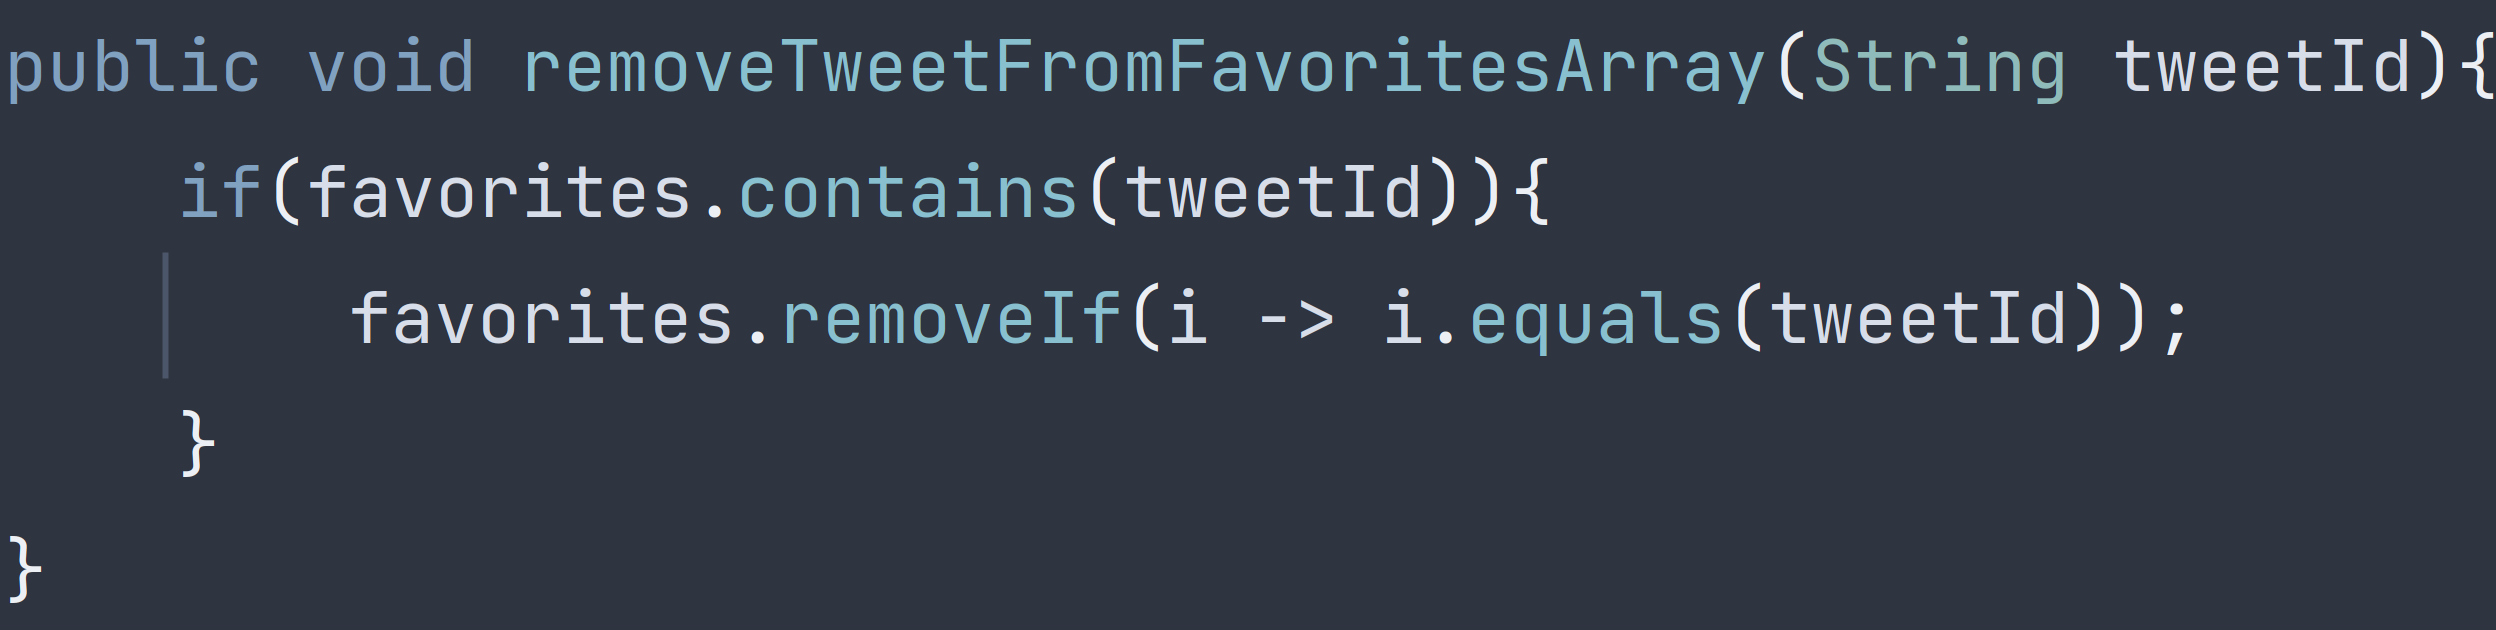 public void removeTweetFromFavoritesArray(String tweetId){
    if(favorites.contains(tweetId)){
        favorites.removeIf(i -> i.equals(tweetId));
    }
}